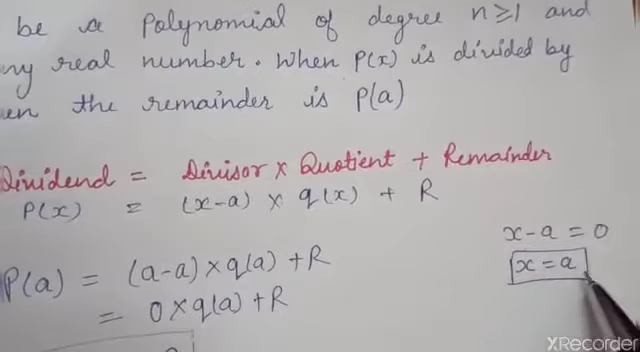 be a polynomial of degree n≥1 and
ny real number. When P(x) is divided by
en the remainder is P(a)
Dividend = Divisor × Quotient + Remainder
P(x) = (x-a) × q(x) + R
x-a = 0
x = a
P(a) = (a-a) × q(a) + R
= 0 × q(a) + R
XRecorder